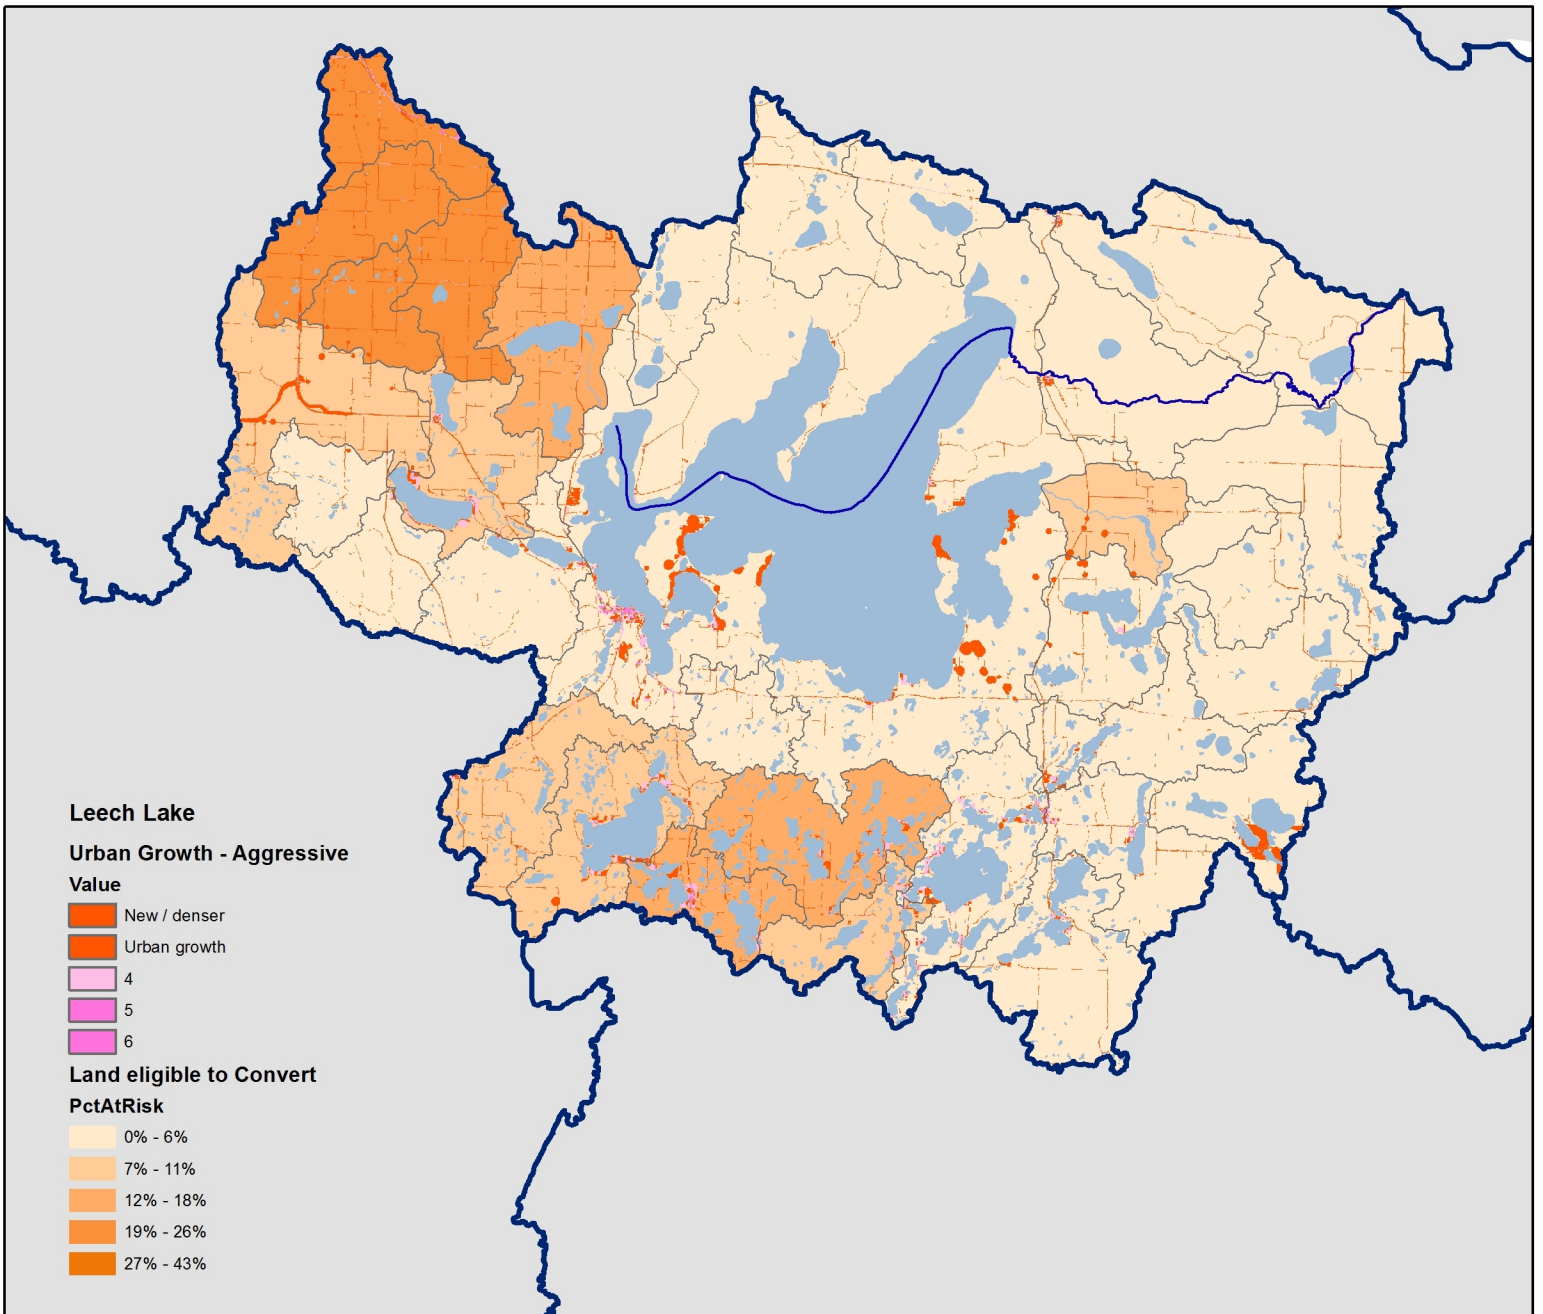 Leech Lake
Urban Growth - Aggressive
Value
New / denser
Urban growth
4
5
6
Land eligible to Convert
PctAtRisk
0% - 6%
7% - 11%
12% - 18%
19% - 26%
27% - 43%